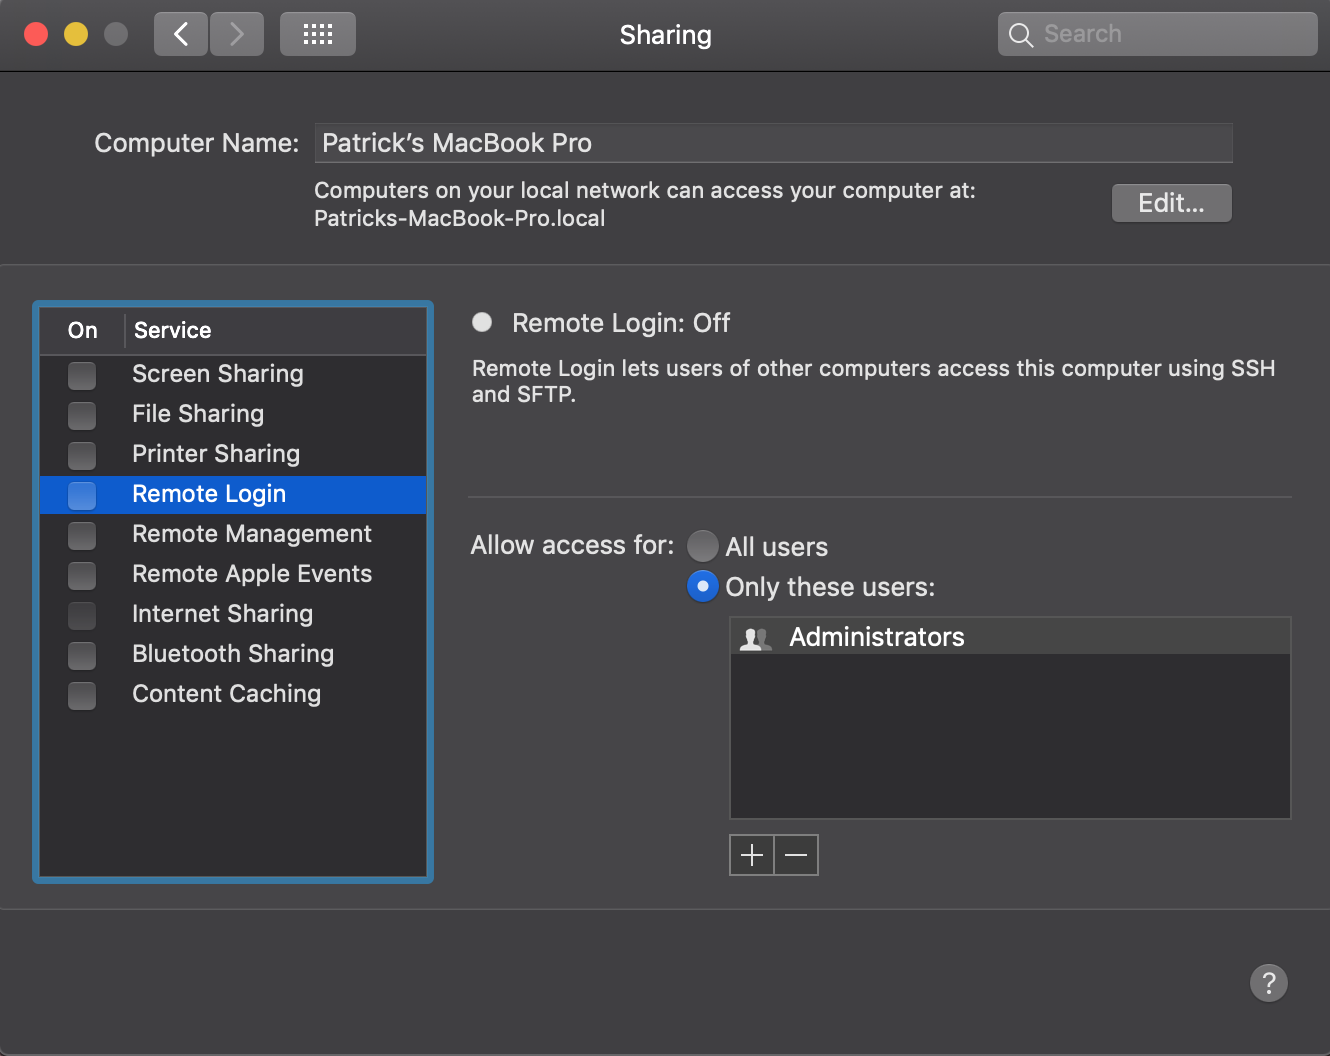 Sharing
Search
Computer Name: Patrick’s MacBook Pro
Computers on your local network can access your computer at:
Patricks-MacBook-Pro.local
Edit...
On Service
Screen Sharing
File Sharing
Printer Sharing
Remote Login
Remote Management
Remote Apple Events
Internet Sharing
Bluetooth Sharing
Content Caching
Remote Login: Off
Remote Login lets users of other computers access this computer using SSH
and SFTP.
Allow access for: All users
Only these users:
Administrators
?